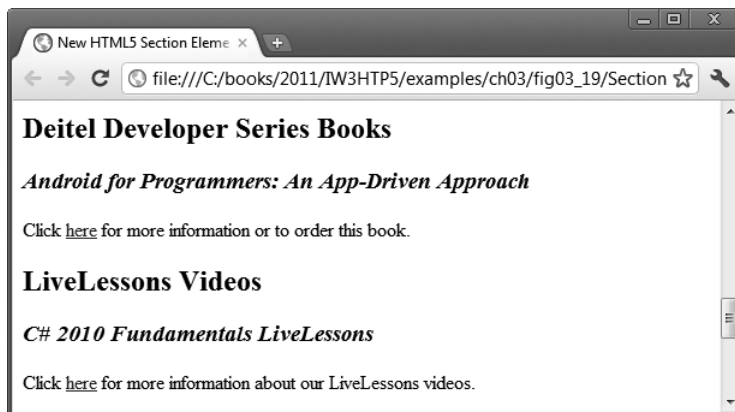 New HTML5 Section Eleme
file:///C:/books/2011/IW3HTP5/examples/ch03/fig03_19/Section
Deitel Developer Series Books
Android for Programmers: An App-Driven Approach
Click here for more information or to order this book.
LiveLessons Videos
C# 2010 Fundamentals LiveLessons
Click here for more information about our LiveLessons videos.